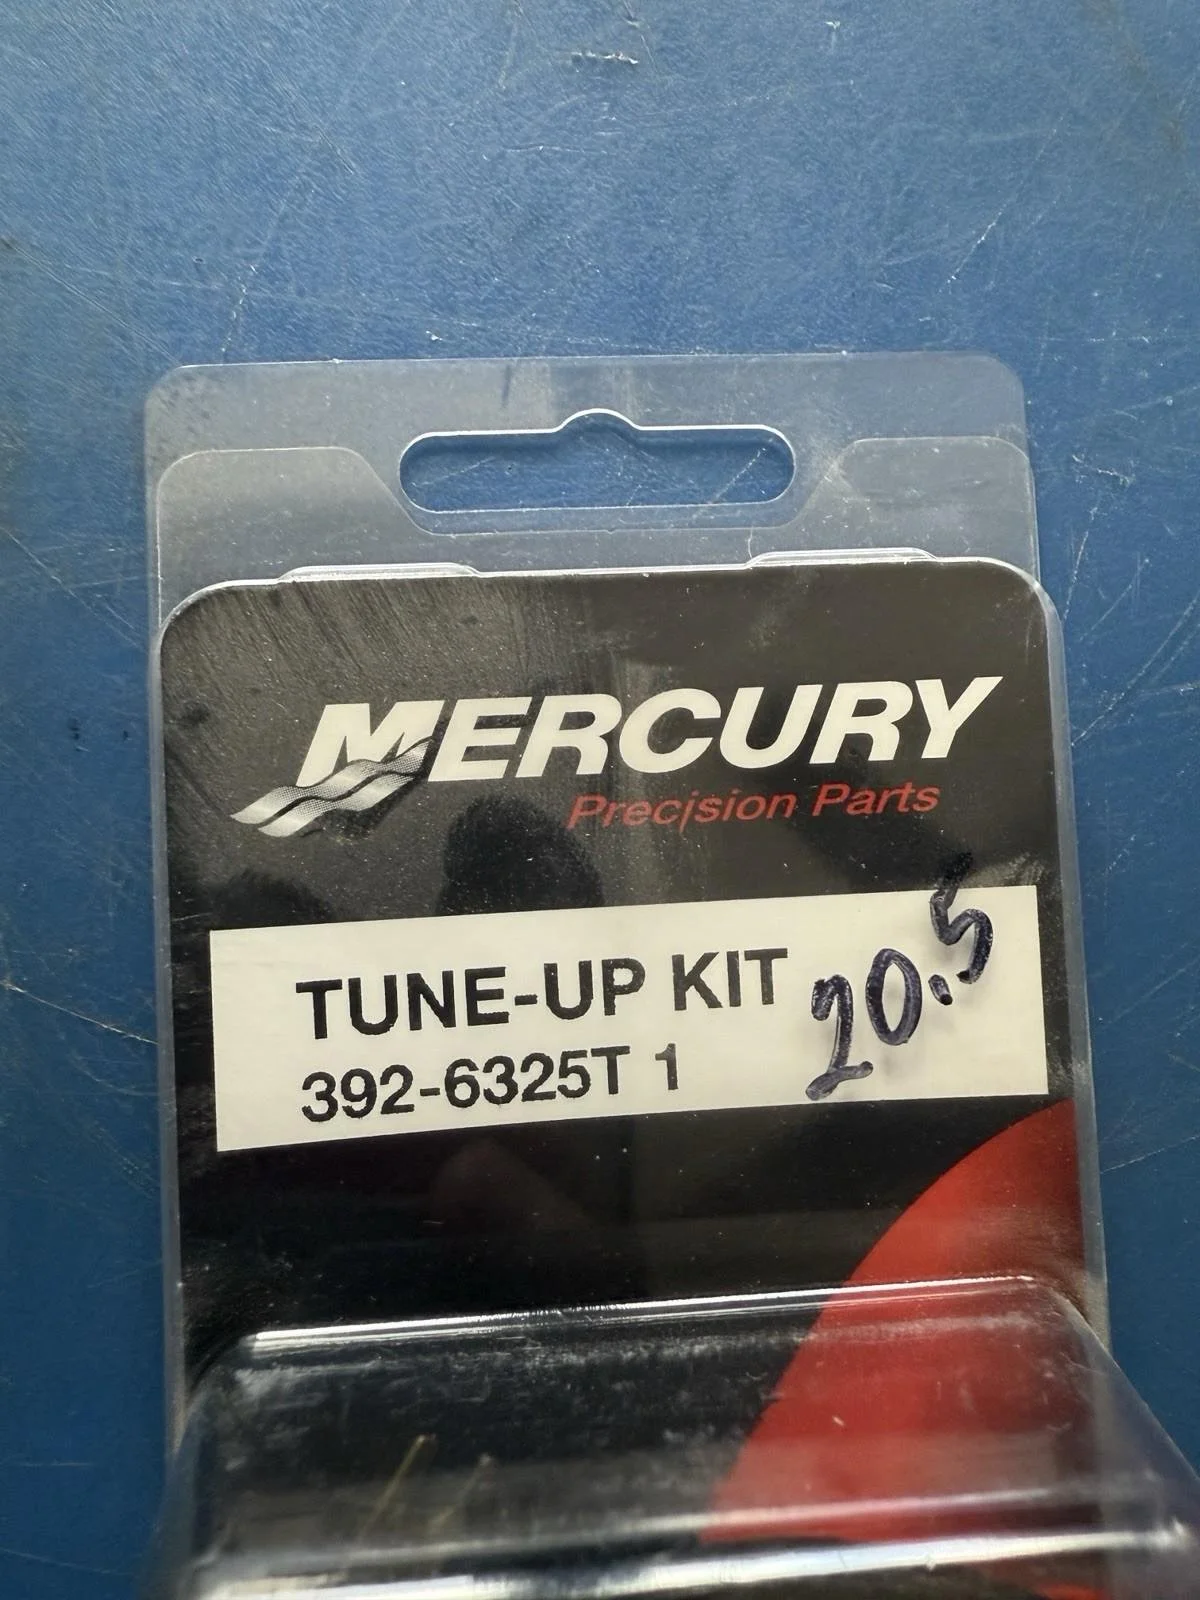 MERCURY
Precision Parts
TUNE-UP KIT 20.5
392-6325T 1